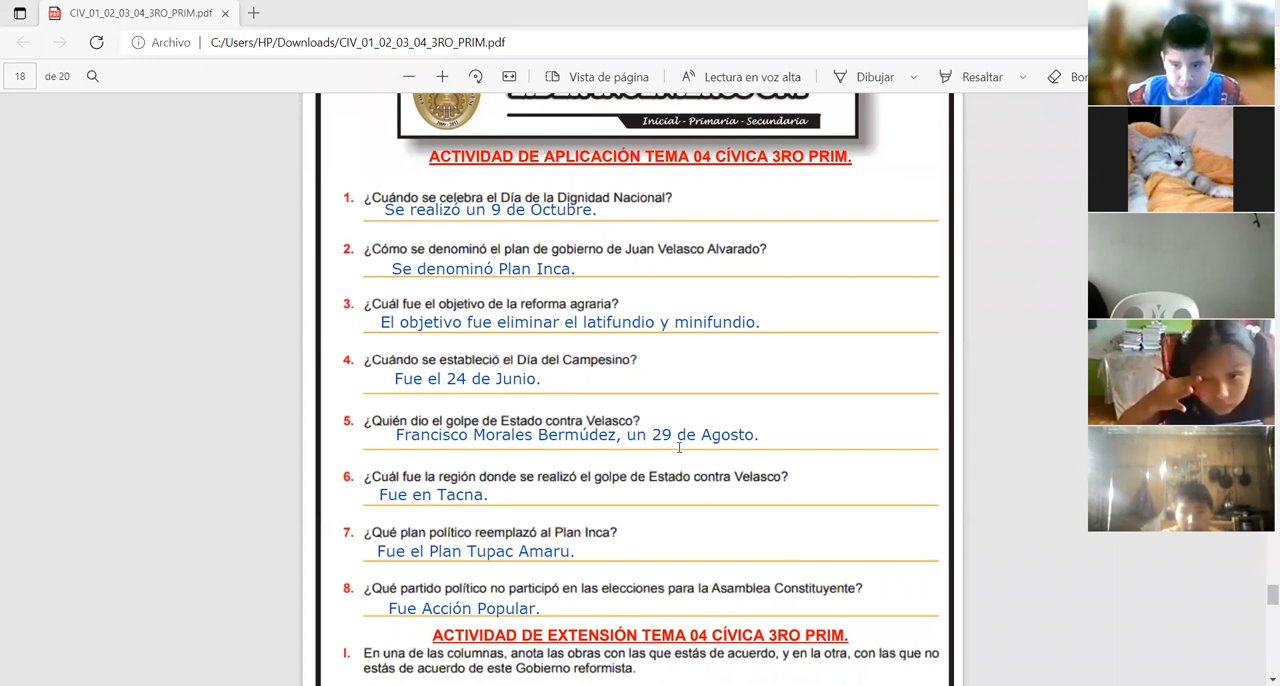 CIV_01_02_03_04_3RO_PRIM.pdf
Archivo | C:/Users/HP/Downloads/CIV_01_02_03_04_3RO_PRIM.pdf
18 de 20 Vista de página Lectura en voz alta Dibujar Resaltar
Inicial - Primaria - Secundaria
ACTIVIDAD DE APLICACIÓN TEMA 04 CÍVICA 3RO PRIM.
1. ¿Cuándo se celebra el Día de la Dignidad Nacional?
Se realizó un 9 de Octubre.
2. ¿Cómo se denominó el plan de gobierno de Juan Velasco Alvarado?
Se denominó Plan Inca.
3. ¿Cuál fue el objetivo de la reforma agraria?
El objetivo fue eliminar el latifundio y minifundio.
4. ¿Cuándo se estableció el Día del Campesino?
Fue el 24 de Junio.
5. ¿Quién dio el golpe de Estado contra Velasco?
Francisco Morales Bermúdez, un 29 de Agosto.
6. ¿Cuál fue la región donde se realizó el golpe de Estado contra Velasco?
Fue en Tacna.
7. ¿Qué plan político reemplazó al Plan Inca?
Fue el Plan Tupac Amaru.
8. ¿Qué partido político no participó en las elecciones para la Asamblea Constituyente?
Fue Acción Popular.
ACTIVIDAD DE EXTENSIÓN TEMA 04 CÍVICA 3RO PRIM.
I. En una de las columnas, anota las obras con las que estás de acuerdo, y en la otra, con las que no
estás de acuerdo de este Gobierno reformista.